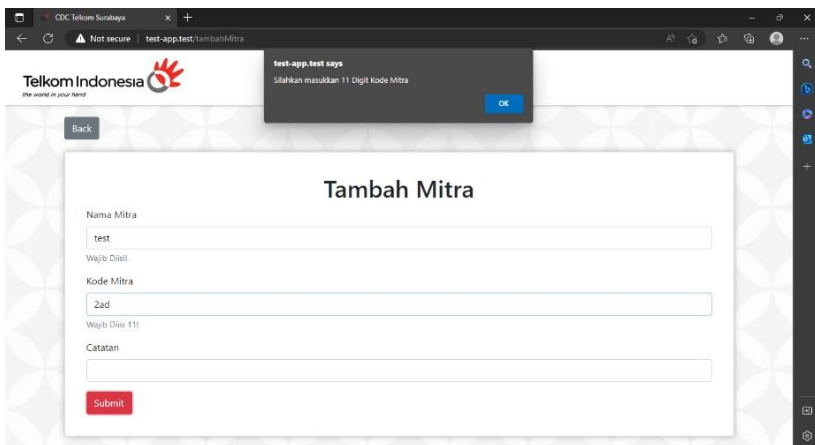 CDC Telkom Surabaya
Not secure | test-app.test/tambahMitra
Telkom Indonesia
the world in your hand
test-app.test says
Silahkan masukkan 11 Digit Kode Mitra
OK
Back
Tambah Mitra
Nama Mitra
test
Wajib Diisi!
Kode Mitra
2ad
Wajib Diisi 11!
Catatan
Submit